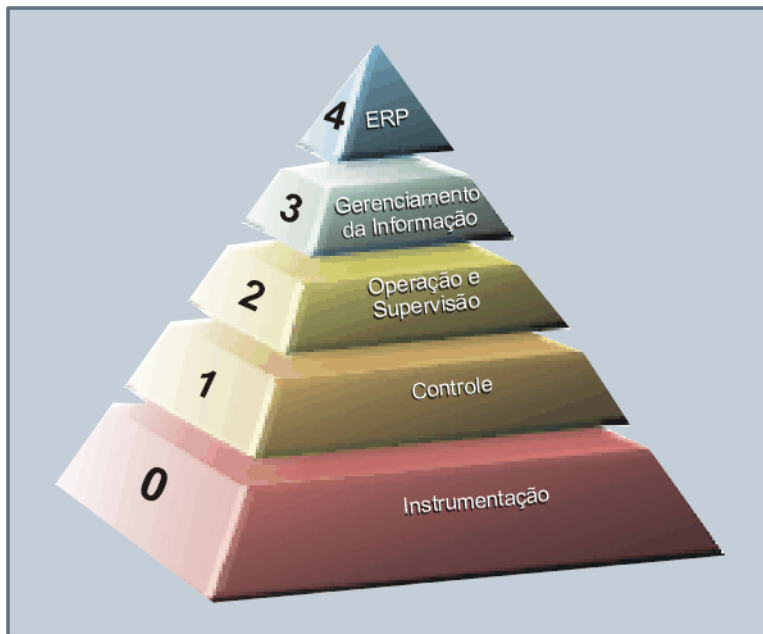 4 ERP
3 Gerenciamento
da Informação
2 Operação e
Supervisão
1 Controle
0 Instrumentação